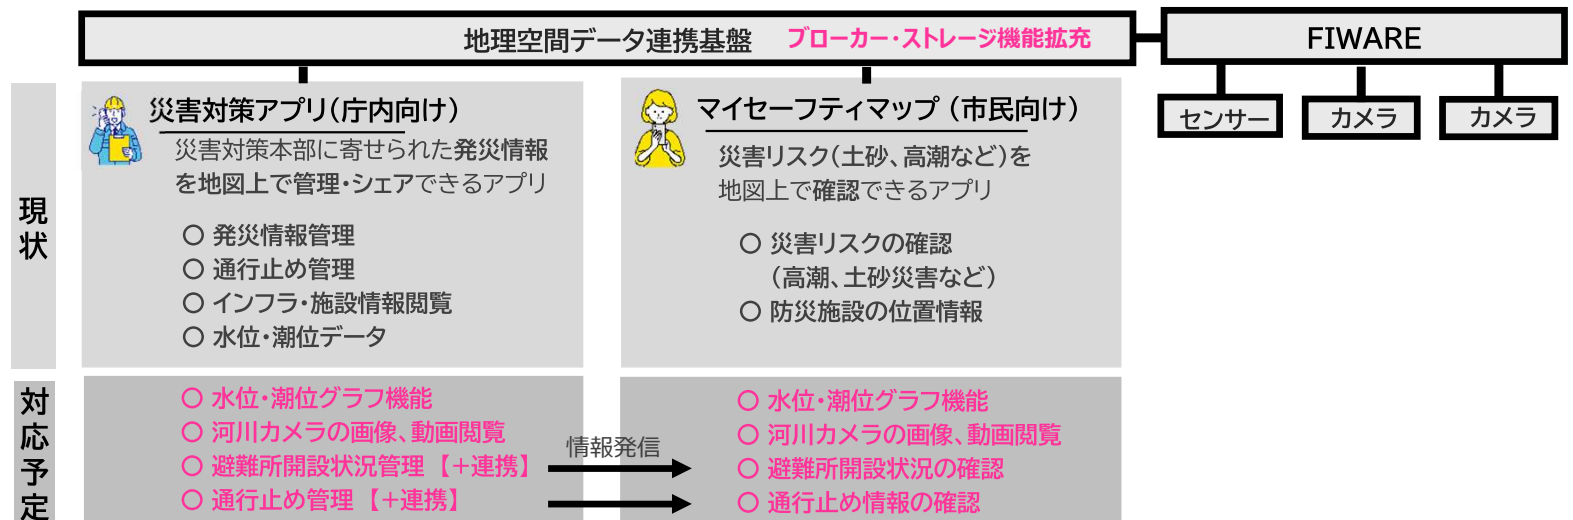 地理空間データ連携基盤 ブローカー・ストレージ機能拡充
FIWARE
センサー
カメラ
カメラ
現状
災害対策アプリ(庁内向け)
災害対策本部に寄せられた発災情報
を地図上で管理・シェアできるアプリ
○ 発災情報管理
○ 通行止め管理
○ インフラ・施設情報閲覧
○ 水位・潮位データ
マイセーフティマップ (市民向け)
災害リスク(土砂、高潮など)を
地図上で確認できるアプリ
○ 災害リスクの確認
(高潮、土砂災害など)
○ 防災施設の位置情報
対応予定
○ 水位・潮位グラフ機能
○ 河川カメラの画像、動画閲覧
○ 避難所開設状況管理 【+連携】
○ 通行止め管理 【+連携】
情報発信
○ 水位・潮位グラフ機能
○ 河川カメラの画像、動画閲覧
○ 避難所開設状況の確認
○ 通行止め情報の確認